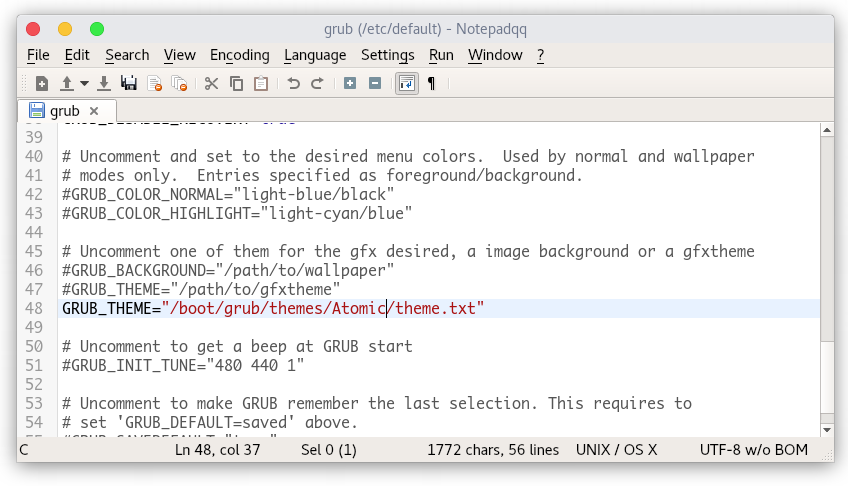 grub (/etc/default) - Notepadqq
File Edit Search View Encoding Language Settings Run Window ?
grub
39
40 # Uncomment and set to the desired menu colors.  Used by normal and wallpaper
41 # modes only.  Entries specified as foreground/background.
42 #GRUB_COLOR_NORMAL="light-blue/black"
43 #GRUB_COLOR_HIGHLIGHT="light-cyan/blue"
44
45 # Uncomment one of them for the gfx desired, a image background or a gfxtheme
46 #GRUB_BACKGROUND="/path/to/wallpaper"
47 #GRUB_THEME="/path/to/gfxtheme"
48 GRUB_THEME="/boot/grub/themes/Atomic/theme.txt"
49
50 # Uncomment to get a beep at GRUB start
51 #GRUB_INIT_TUNE="480 440 1"
52
53 # Uncomment to make GRUB remember the last selection. This requires to
54 # set 'GRUB_DEFAULT=saved' above.
C Ln 48, col 37 Sel 0 (1) 1772 chars, 56 lines UNIX / OS X UTF-8 w/o BOM